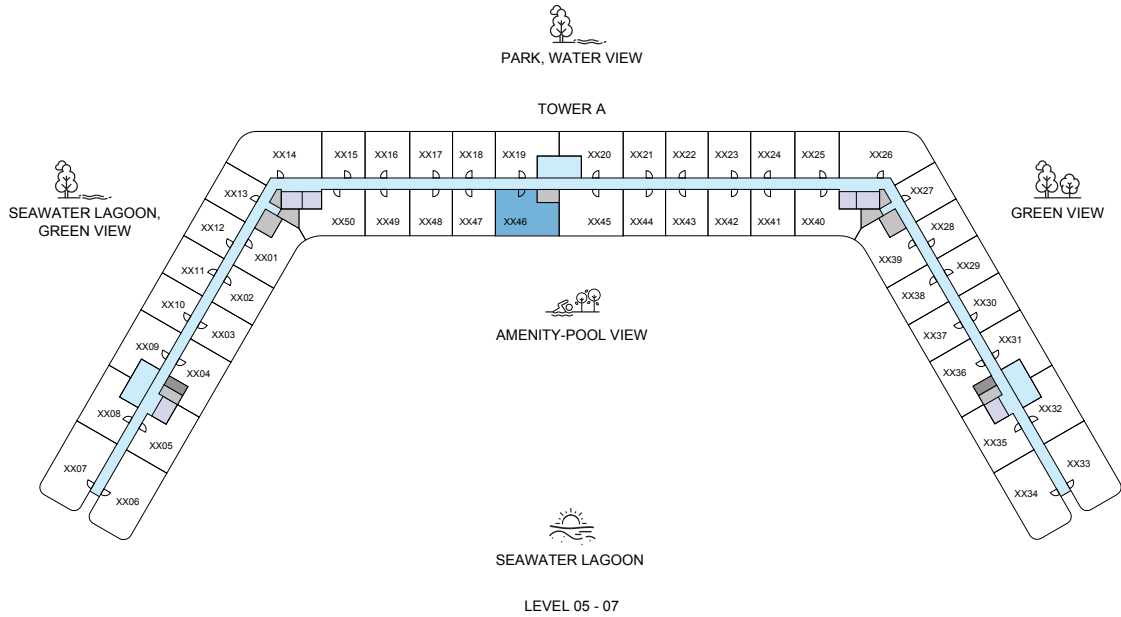 PARK, WATER VIEW
TOWER A
XX14 XX15 XX16 XX17 XX18 XX19 XX20 XX21 XX22 XX23 XX24 XX25 XX26
XX13
XX27
SEAWATER LAGOON,
GREEN VIEW
GREEN VIEW
XX12
XX50 XX49 XX48 XX47 XX46 XX45 XX44 XX43 XX42 XX41 XX40
XX28
XX01
XX39
XX11
XX29
XX02
XX38
XX10
XX30
XX03
XX37
AMENITY-POOL VIEW
XX09
XX31
XX04
XX36
XX08
XX32
XX05
XX35
XX07
XX33
XX06
XX34
SEAWATER LAGOON
LEVEL 05 - 07